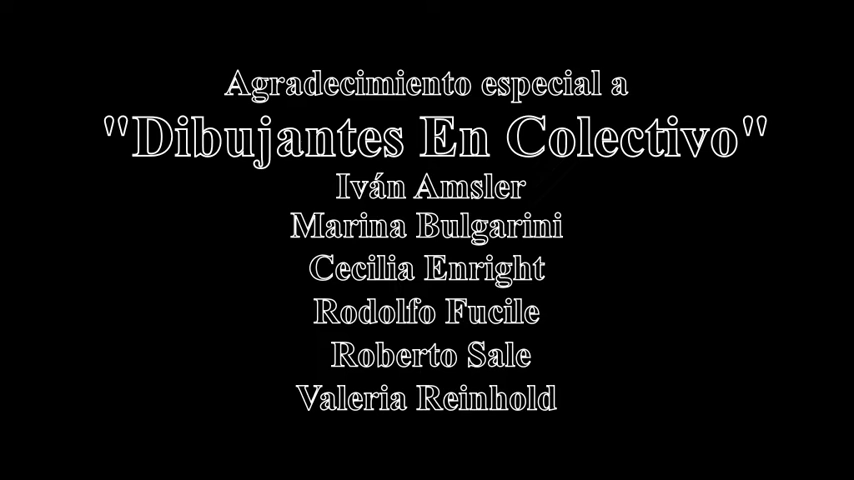 Agradecimiento especial a
"Dibujantes En Colectivo"
Iván Amsler
Marina Bulgarini
Cecilia Enright
Rodolfo Fucile
Roberto Sale
Valeria Reinhold